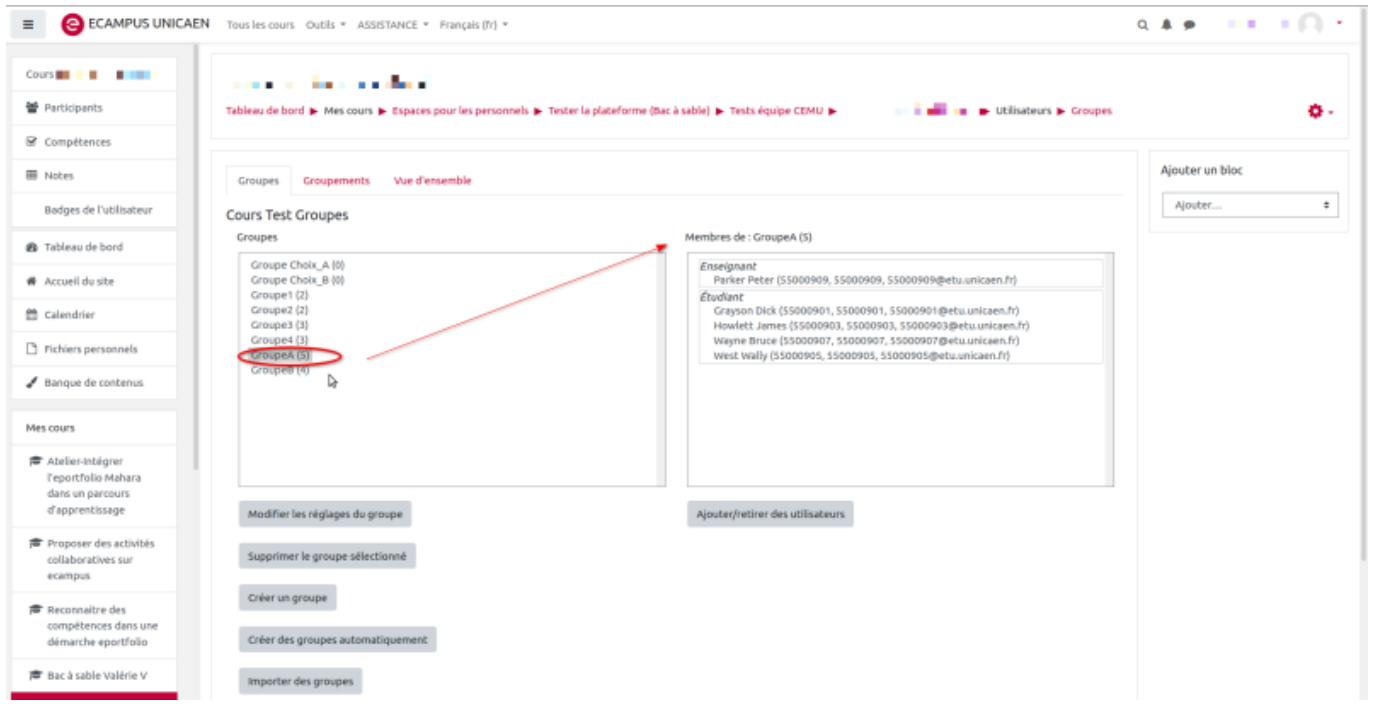 ECAMPUS UNICAEN Tous les cours Outils ASSISTANCE Français (fr)
Cours
Participants
Compétences
Notes
Badges de l'utilisateur
Tableau de bord
Accueil du site
Calendrier
Fichiers personnels
Banque de contenus
Mes cours
Atelier-Intégrer
l'eportfolio Mahara
dans un parcours
d'apprentissage
Proposer des activités
collaboratives sur
ecampus
Reconnaitre des
compétences dans une
démarche eportfolio
Bac à sable Valérie V
Tableau de bord ► Mes cours ► Espaces pour les personnels ► Tester la plateforme (Bac à sable) ► Tests équipe CEMU ► ► Utilisateurs ► Groupes
Groupes Groupements Vue d'ensemble
Cours Test Groupes
Groupes
Groupe Choix_A (0)
Groupe Choix_B (0)
Groupe1 (2)
Groupe2 (2)
Groupe3 (3)
Groupe4 (3)
GroupeA (5)
GroupeB (4)
Modifier les réglages du groupe
Supprimer le groupe sélectionné
Créer un groupe
Créer des groupes automatiquement
Importer des groupes
Membres de : GroupeA (5)
Enseignant
Parker Peter (55000909, 55000909, 55000909@etu.unicaen.fr)
Étudiant
Grayson Dick (55000901, 55000901, 55000901@etu.unicaen.fr)
Howlett James (55000903, 55000903, 55000903@etu.unicaen.fr)
Wayne Bruce (55000907, 55000907, 55000907@etu.unicaen.fr)
West Wally (55000905, 55000905, 55000905@etu.unicaen.fr)
Ajouter/retirer des utilisateurs
Ajouter un bloc
Ajouter...